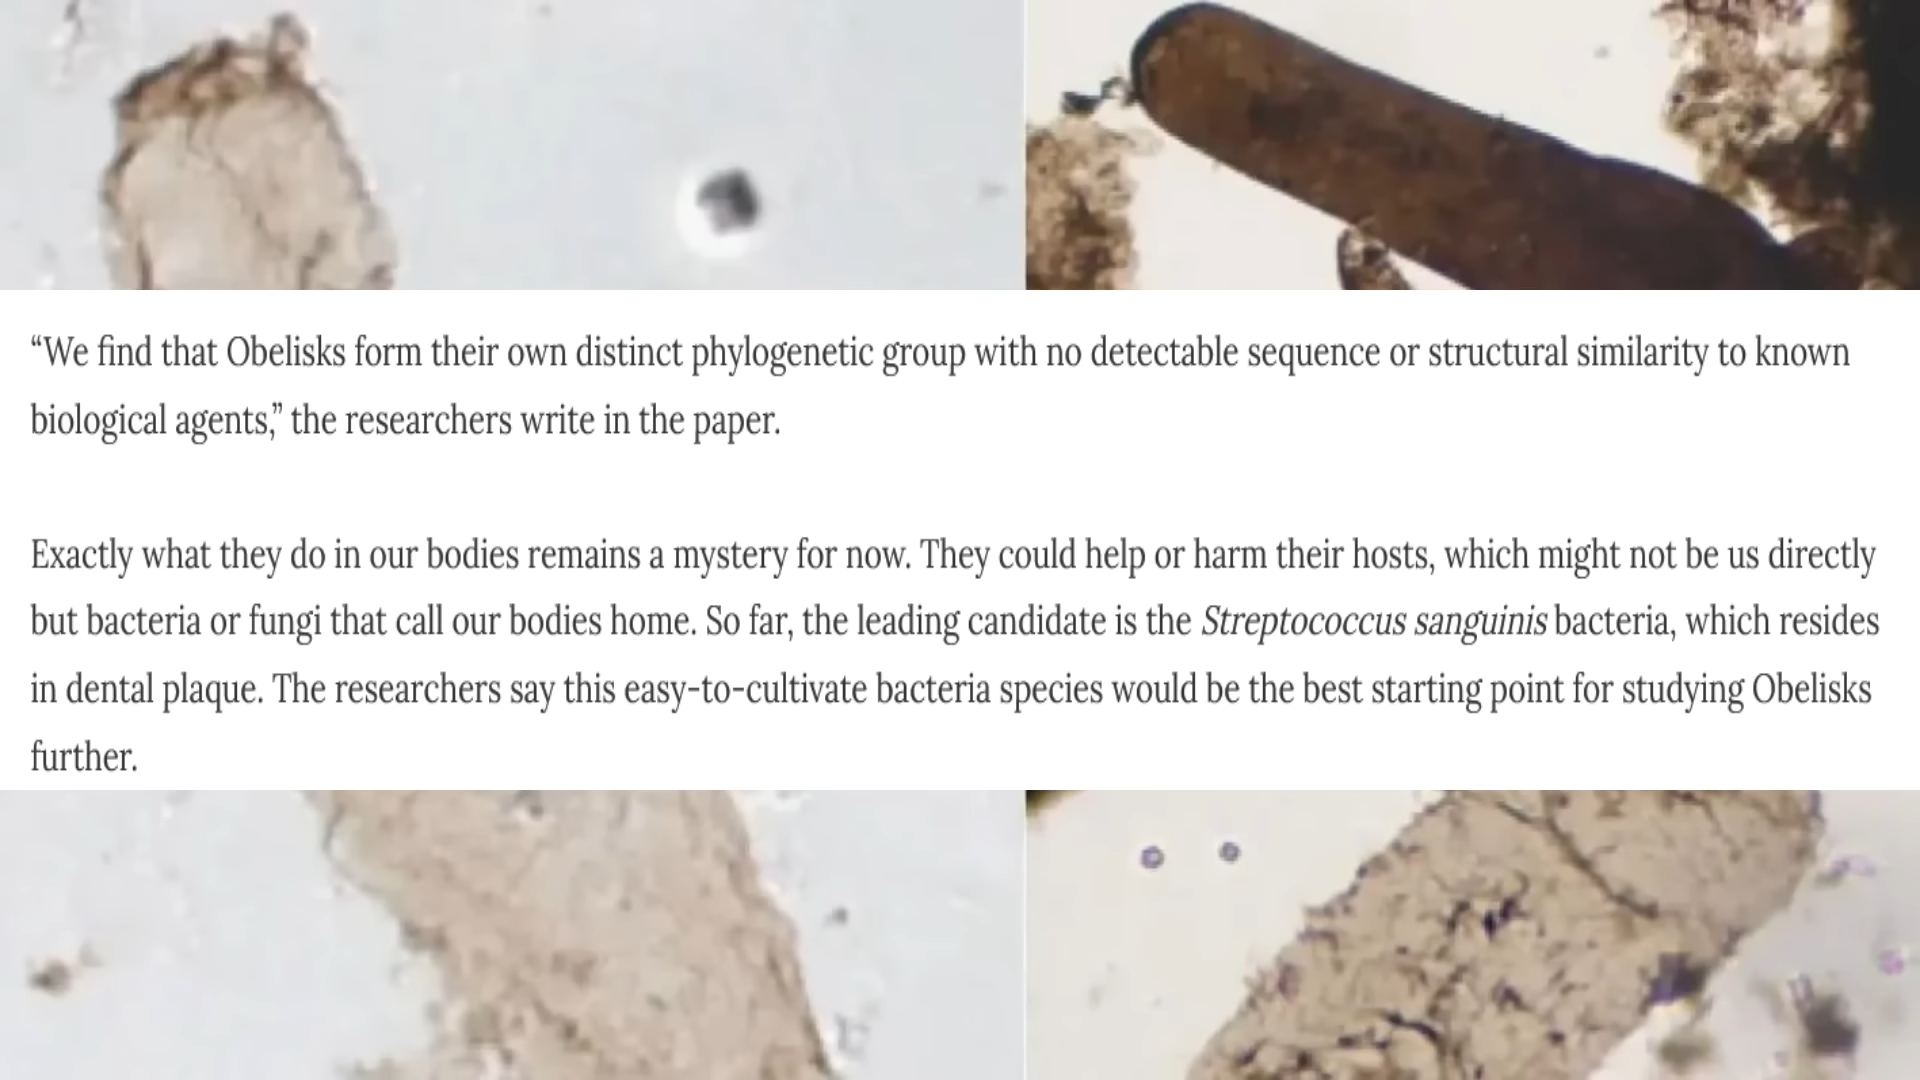 “We find that Obelisks form their own distinct phylogenetic group with no detectable sequence or structural similarity to known
biological agents,” the researchers write in the paper.
Exactly what they do in our bodies remains a mystery for now. They could help or harm their hosts, which might not be us directly
but bacteria or fungi that call our bodies home. So far, the leading candidate is the Streptococcus sanguinis bacteria, which resides
in dental plaque. The researchers say this easy-to-cultivate bacteria species would be the best starting point for studying Obelisks
further.